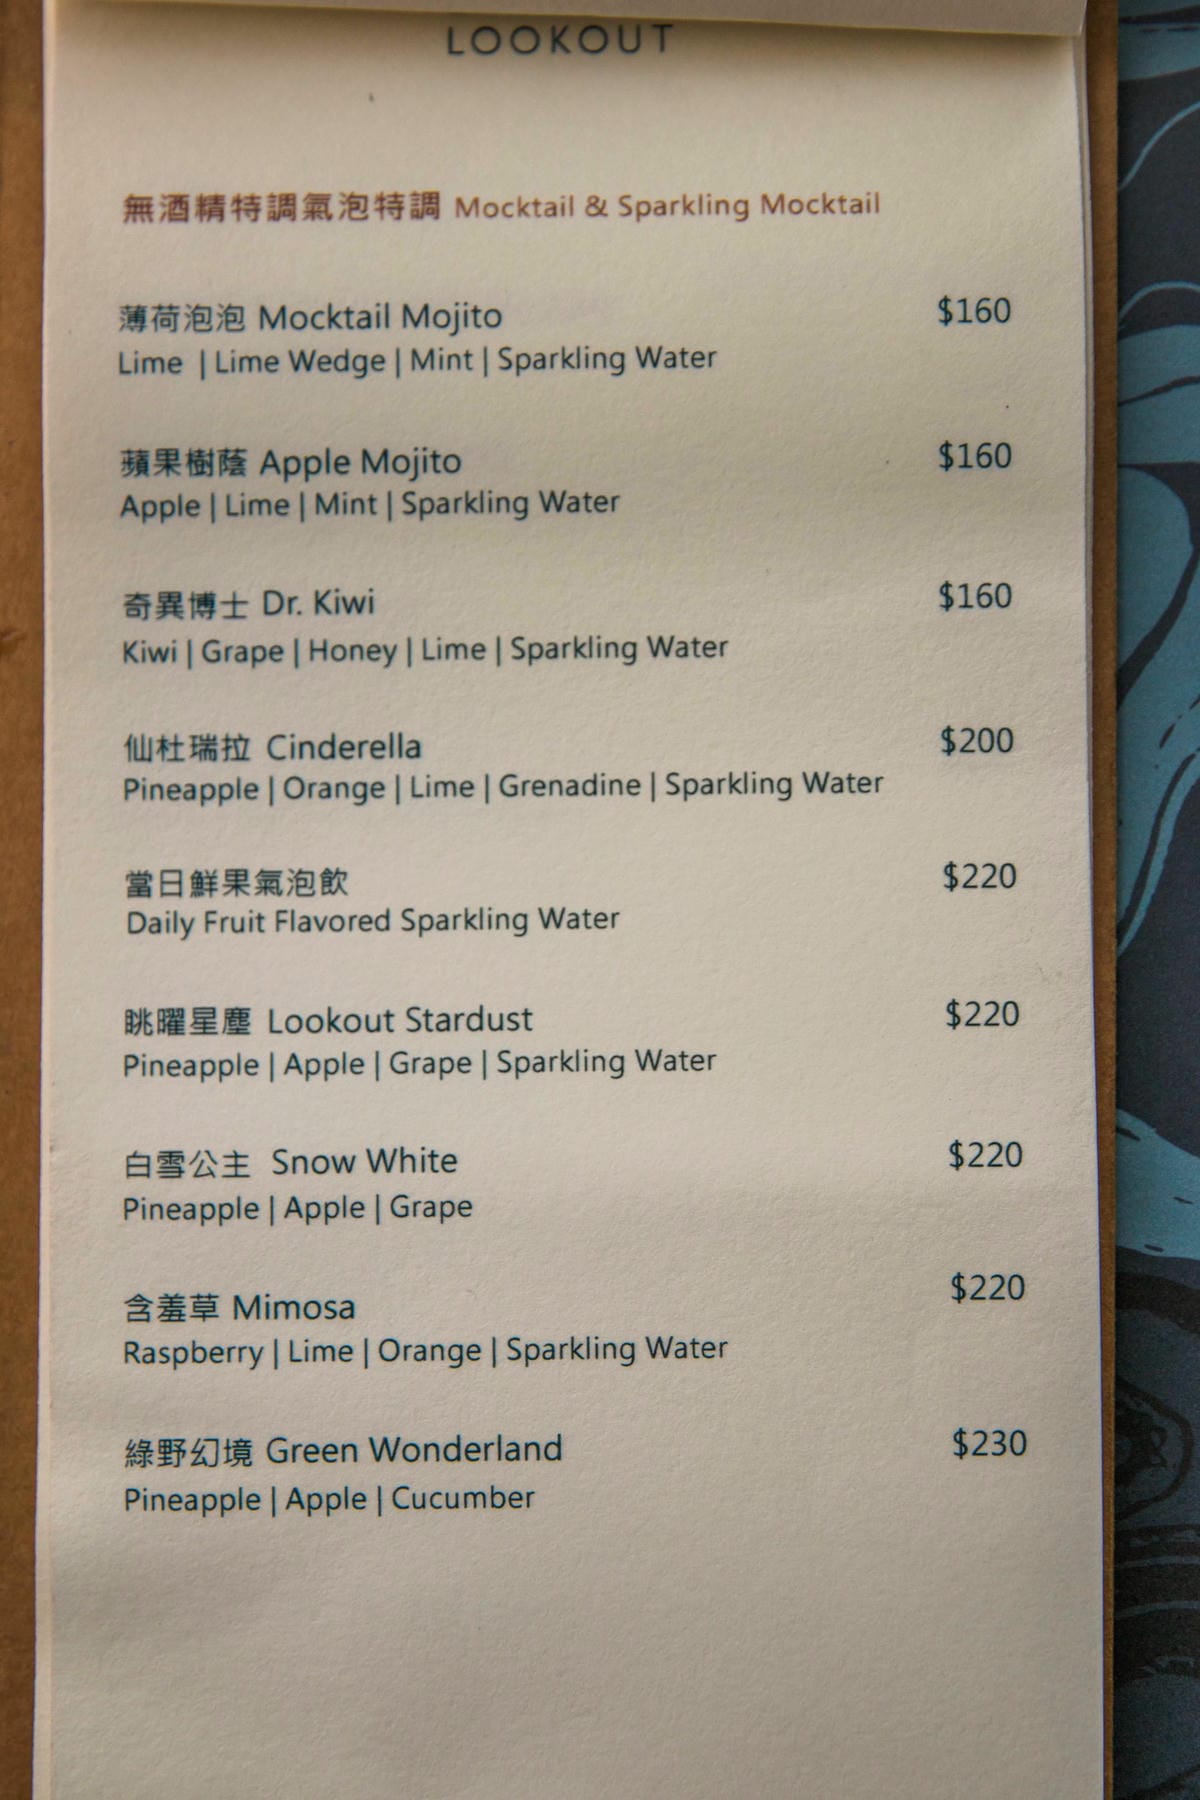 LOOKOUT
無酒精特調氣泡特調 Mocktail & Sparkling Mocktail
薄荷泡泡 Mocktail Mojito $160
Lime | Lime Wedge | Mint | Sparkling Water
蘋果樹蔭 Apple Mojito $160
Apple | Lime | Mint | Sparkling Water
奇異博士 Dr. Kiwi $160
Kiwi | Grape | Honey | Lime | Sparkling Water
仙杜瑞拉 Cinderella $200
Pineapple | Orange | Lime | Grenadine | Sparkling Water
當日鮮果氣泡飲 $220
Daily Fruit Flavored Sparkling Water
眺曜星塵 Lookout Stardust $220
Pineapple | Apple | Grape | Sparkling Water
白雪公主 Snow White $220
Pineapple | Apple | Grape
含羞草 Mimosa $220
Raspberry | Lime | Orange | Sparkling Water
綠野幻境 Green Wonderland $230
Pineapple | Apple | Cucumber